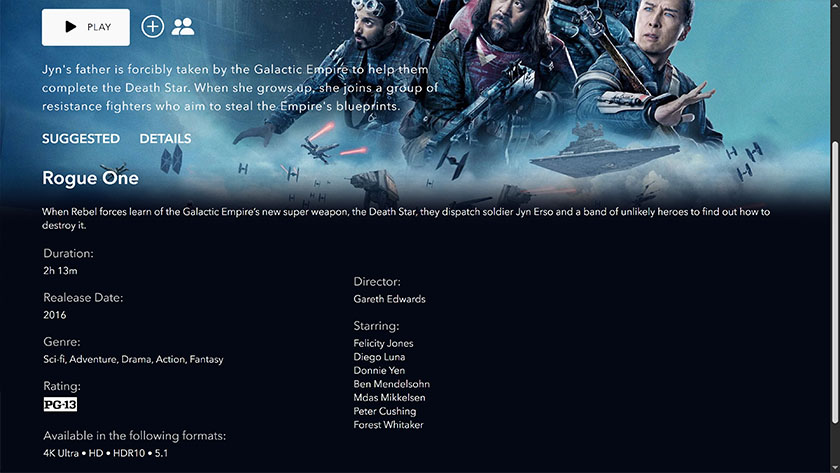 PLAY
Jyn's father is forcibly taken by the Galactic Empire to help them
complete the Death Star. When she grows up, she joins a group of
resistance fighters who aim to steal the Empire's blueprints.
SUGGESTED DETAILS
Rogue One
When Rebel forces learn of the Galactic Empire's new super weapon, the Death Star, they dispatch soldier Jyn Erso and a band of unlikely heroes to find out how to
destroy it.
Duration:
2h 13m
Realease Date:
2016
Genre:
Sci-fi, Adventure, Drama, Action, Fantasy
Rating:
PG-13
Available in the following formats:
4K Ultra • HD • HDR10 • 5.1
Director:
Gareth Edwards
Starring:
Felicity Jones
Diego Luna
Donnie Yen
Ben Mendelsohn
Mdas Mikkelsen
Peter Cushing
Forest Whitaker